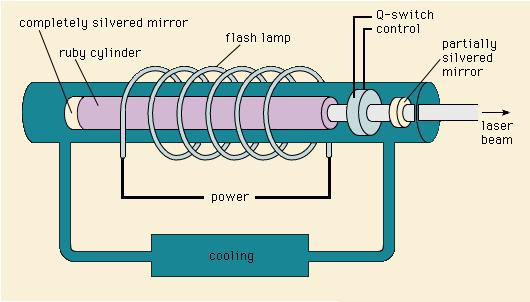 completely silvered mirror
ruby cylinder
flash lamp
Q-switch
control
partially
silvered
mirror
laser
beam
power
cooling